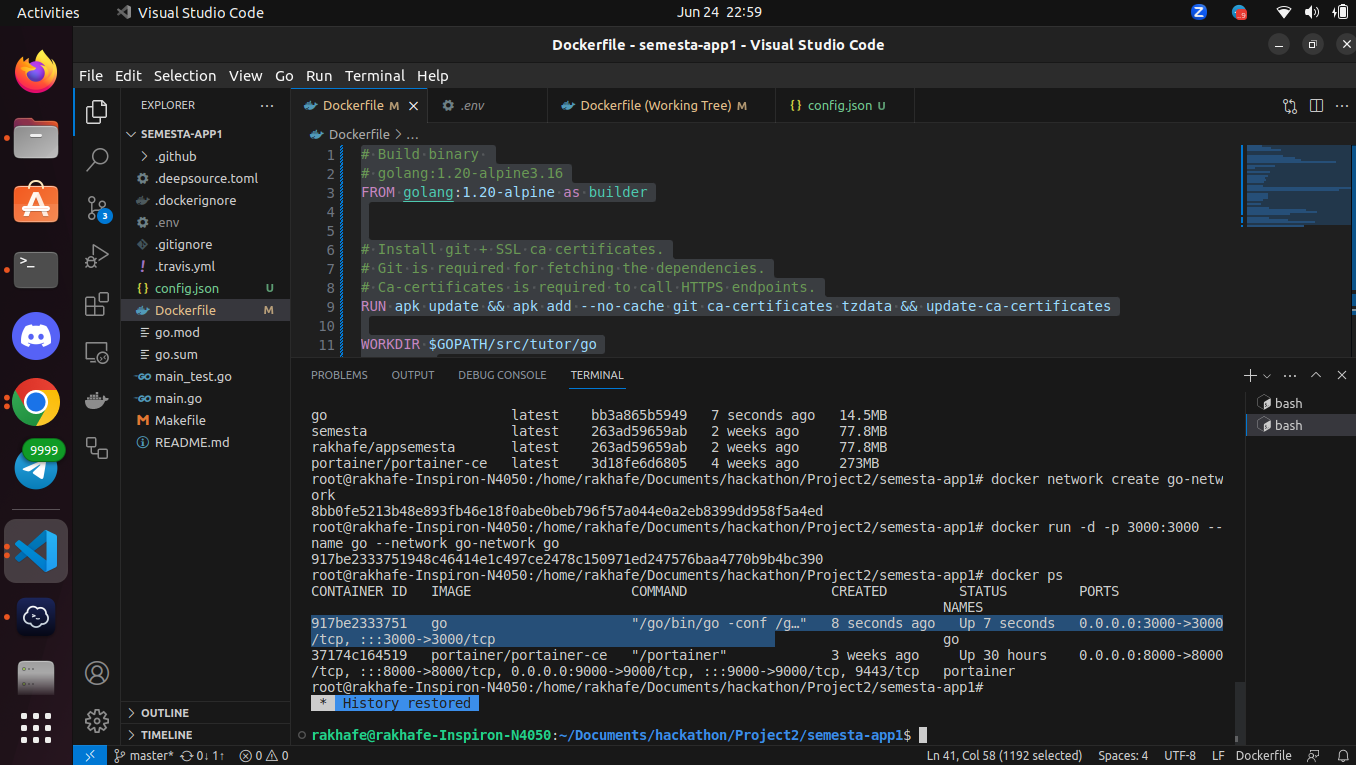 Activities
Visual Studio Code
Jun 24 22:59
Z
Dockerfile - semesta-app1 - Visual Studio Code
File Edit Selection View Go Run Terminal Help
EXPLORER
SEMESTA-APP1
.github
.deepsource.toml
.dockerignore
.env
.gitignore
! .travis.yml
{} config.json U
Dockerfile M
go.mod
go.sum
GO main_test.go
GO main.go
M Makefile
README.md
OUTLINE
TIMELINE
3
9999
Dockerfile M
.env
Dockerfile (Working Tree) M
{} config.json U
Dockerfile > ...
1 # Build binary
2 # golang:1.20-alpine3.16
3 FROM golang:1.20-alpine as builder
4
5
6 # Install git + SSL ca certificates.
7 # Git is required for fetching the dependencies.
8 # Ca-certificates is required to call HTTPS endpoints.
9 RUN apk update && apk add --no-cache git ca-certificates tzdata && update-ca-certificates
10
11 WORKDIR $GOPATH/src/tutor/go
PROBLEMS OUTPUT DEBUG CONSOLE TERMINAL
bash
bash
go latest bb3a865b5949 7 seconds ago 14.5MB
semesta latest 263ad59659ab 2 weeks ago 77.8MB
rakhafe/appsemesta latest 263ad59659ab 2 weeks ago 77.8MB
portainer/portainer-ce latest 3d18fe6d6805 4 weeks ago 273MB
root@rakhafe-Inspiron-N4050:/home/rakhafe/Documents/hackathon/Project2/semesta-app1# docker network create go-netw
ork
8bb0fe5213b48e893fb46e18f0abe0beb796f57a044e0a2eb8399dd958f5a4ed
root@rakhafe-Inspiron-N4050:/home/rakhafe/Documents/hackathon/Project2/semesta-app1# docker run -d -p 3000:3000 --
name go --network go-network go
917be2333751948c46414e1c497ce2478c150971ed247576baa4770b9b4bc390
root@rakhafe-Inspiron-N4050:/home/rakhafe/Documents/hackathon/Project2/semesta-app1# docker ps
CONTAINER ID IMAGE COMMAND CREATED STATUS PORTS
NAMES
917be2333751 go "/go/bin/go -conf /g…" 8 seconds ago Up 7 seconds 0.0.0.0:3000->3000
/tcp, :::3000->3000/tcp go
37174c164519 portainer/portainer-ce "/portainer" 3 weeks ago Up 30 hours 0.0.0.0:8000->8000
/tcp, :::8000->8000/tcp, 0.0.0.0:9000->9000/tcp, :::9000->9000/tcp, 9443/tcp portainer
root@rakhafe-Inspiron-N4050:/home/rakhafe/Documents/hackathon/Project2/semesta-app1#
* History restored
rakhafe@rakhafe-Inspiron-N4050:~/Documents/hackathon/Project2/semesta-app1$
master* 0↓ 1↑ 0 0
Ln 41, Col 58 (1192 selected) Spaces: 4 UTF-8 LF Dockerfile